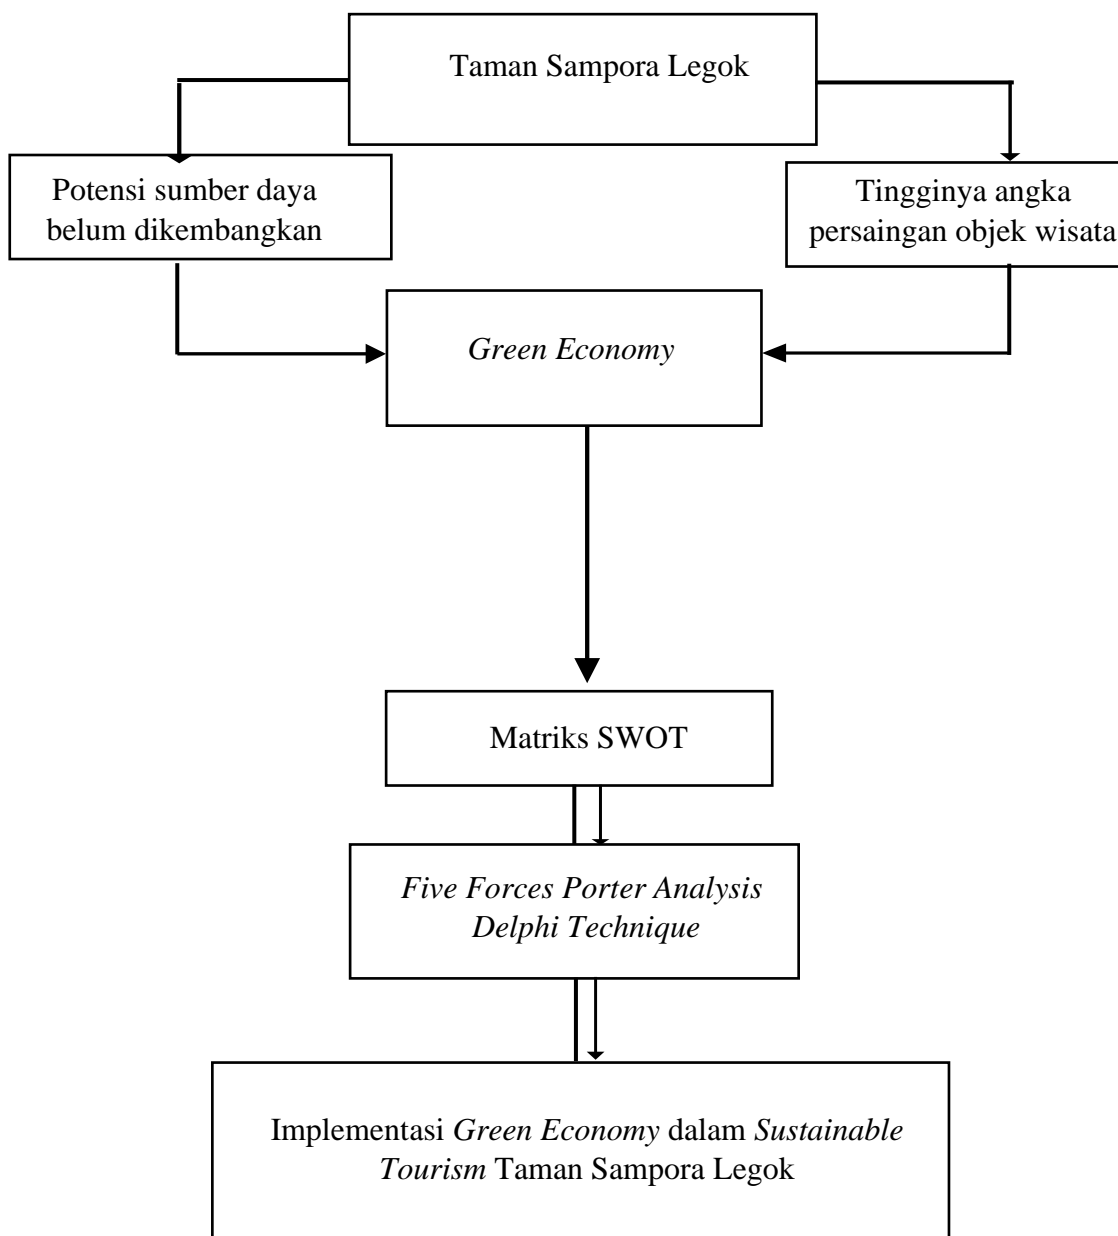 Taman Sampora Legok
Potensi sumber daya
belum dikembangkan
Tingginya angka
persaingan objek wisata
Green Economy
Matriks SWOT
Five Forces Porter Analysis
Delphi Technique
Implementasi Green Economy dalam Sustainable
Tourism Taman Sampora Legok